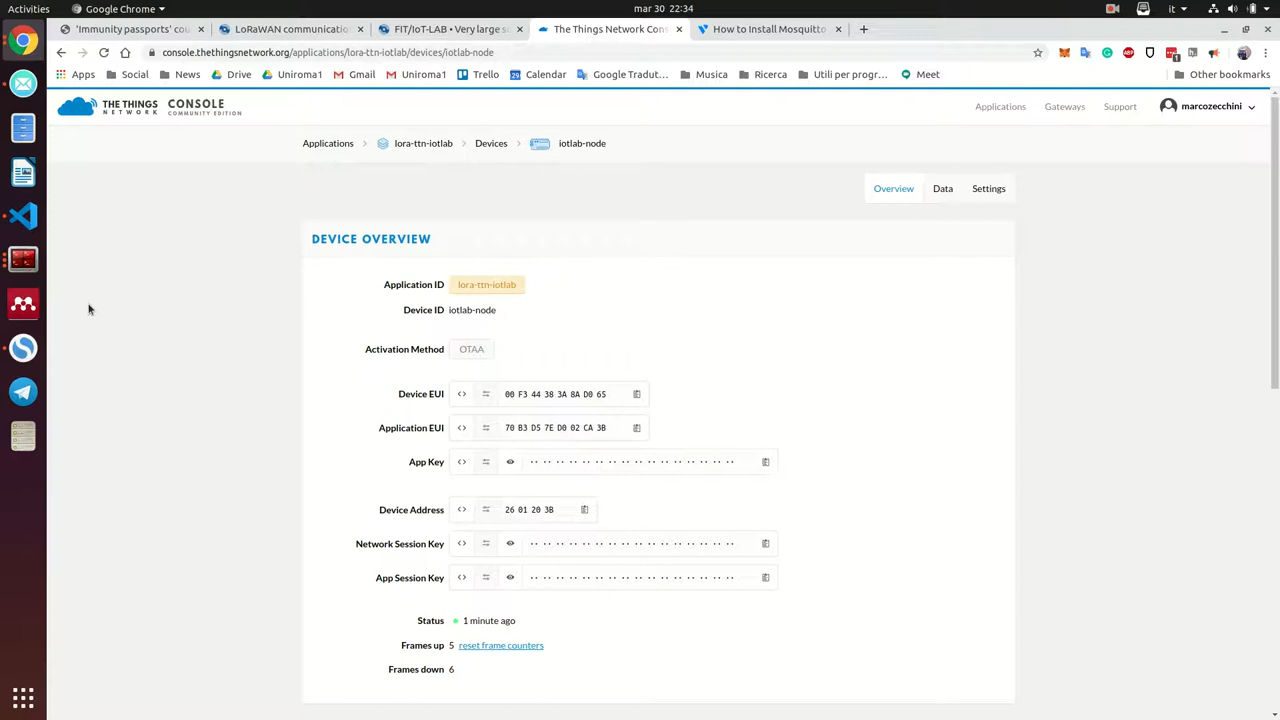 Activities
Google Chrome
mar 30 22:34
it
'Immunity passports' cou
LoRaWAN communicatio
FIT/IoT-LAB • Very large sc
The Things Network Cons
How to Install Mosquitto
console.thethingsnetwork.org/applications/lora-ttn-iotlab/devices/iotlab-node
Apps
Social
News
Drive
Uniroma1
Gmail
Uniroma1
Trello
Calendar
Google Tradut...
Musica
Ricerca
Utili per progr...
Meet
Other bookmarks
THE THINGS NETWORK
CONSOLE
COMMUNITY EDITION
Applications
Gateways
Support
marcozecchini
Applications
lora-ttn-iotlab
Devices
iotlab-node
Overview
Data
Settings
DEVICE OVERVIEW
Application ID lora-ttn-iotlab
Device ID iotlab-node
Activation Method OTAA
Device EUI 00 F3 44 38 3A 8A D0 65
Application EUI 70 B3 D5 7E D0 02 CA 3B
App Key
Device Address 26 01 20 3B
Network Session Key
App Session Key
Status 1 minute ago
Frames up 5 reset frame counters
Frames down 6